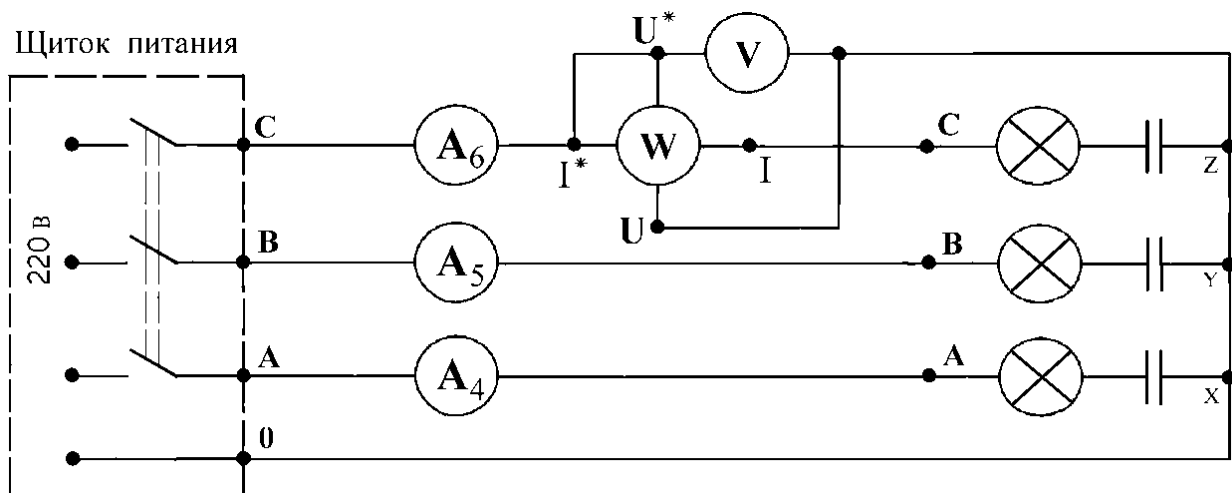 U* V
Щиток питания
C A6 I* W I C Z
U
220 В
B A5 B Y
A A4 A X
0